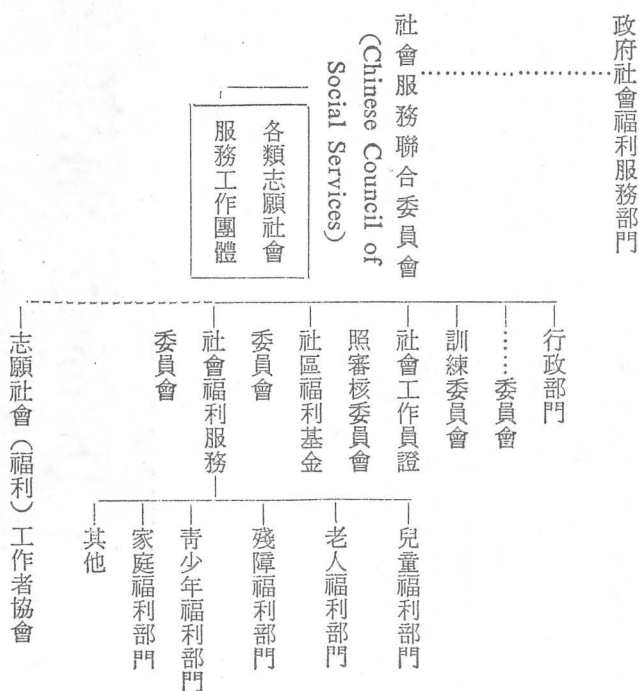 政府社會福利服務部門
社會服務聯合委員會
(Chinese Council of
Social Services)
各類志願社會
服務工作團體
行政部門
……委員會
訓練委員會
社會工作員證
照審核委員會
社區福利基金
委員會
社會福利服務
委員會
志願社會（福利）工作者協會
兒童福利部門
老人福利部門
殘障福利部門
青少年福利部門
家庭福利部門
其他